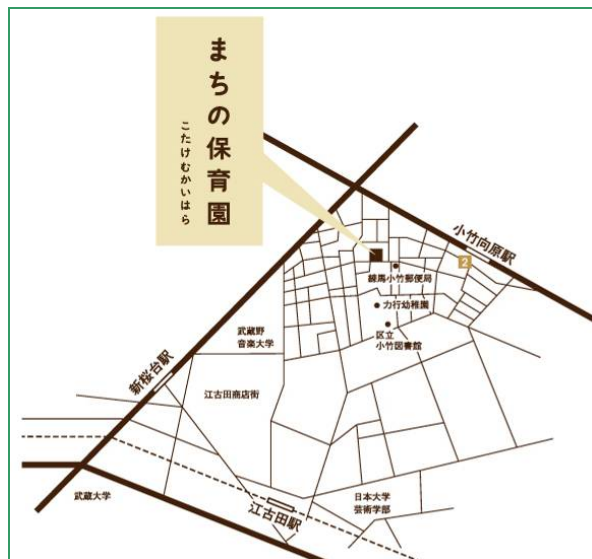 まちの保育園
こたけむかいはら
小竹向原駅
2
練馬小竹郵便局
力行幼稚園
区立
小竹図書館
武蔵野
音楽大学
新桜台駅
江古田商店街
武蔵大学
江古田駅
日本大学
芸術学部